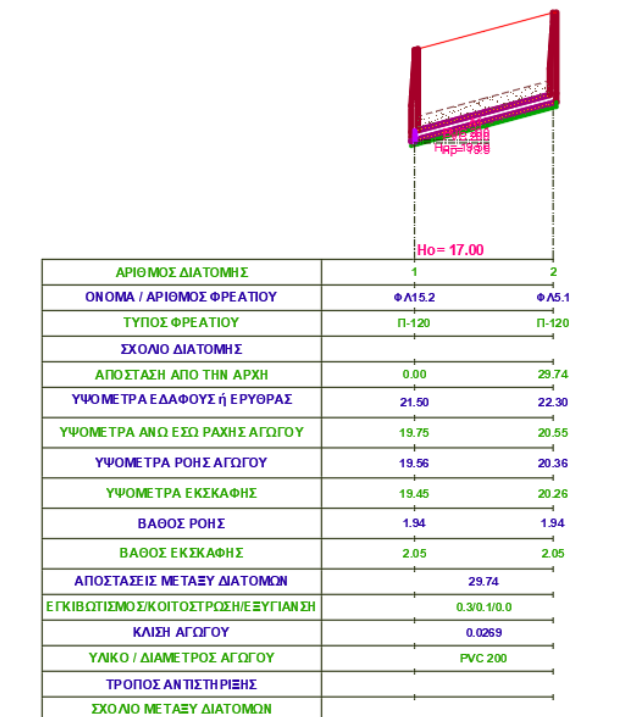 Ho= 17.00
ΑΡΙΘΜΟΣ ΔΙΑΤΟΜΗΣ 1 2
ΟΝΟΜΑ / ΑΡΙΘΜΟΣ ΦΡΕΑΤΙΟΥ ΦΛ15.2 ΦΛ5.1
ΤΥΠΟΣ ΦΡΕΑΤΙΟΥ Π-120 Π-120
ΣΧΟΛΙΟ ΔΙΑΤΟΜΗΣ
ΑΠΟΣΤΑΣΗ ΑΠΟ ΤΗΝ ΑΡΧΗ 0.00 29.74
ΥΨΟΜΕΤΡΑ ΕΔΑΦΟΥΣ ή ΕΡΥΘΡΑΣ 21.50 22.30
ΥΨΟΜΕΤΡΑ ΑΝΩ ΕΣΩ ΡΑΧΗΣ ΑΓΩΓΟΥ 19.75 20.55
ΥΨΟΜΕΤΡΑ ΡΟΗΣ ΑΓΩΓΟΥ 19.56 20.36
ΥΨΟΜΕΤΡΑ ΕΚΣΚΑΦΗΣ 19.45 20.26
ΒΑΘΟΣ ΡΟΗΣ 1.94 1.94
ΒΑΘΟΣ ΕΚΣΚΑΦΗΣ 2.05 2.05
ΑΠΟΣΤΑΣΕΙΣ ΜΕΤΑΞΥ ΔΙΑΤΟΜΩΝ 29.74
ΕΓΚΙΒΩΤΙΣΜΟΣ/ΚΟΙΤΟΣΤΡΩΣΗ/ΕΞΥΓΙΑΝΣΗ 0.3/0.1/0.0
ΚΛΙΣΗ ΑΓΩΓΟΥ 0.0269
ΥΛΙΚΟ / ΔΙΑΜΕΤΡΟΣ ΑΓΩΓΟΥ PVC 200
ΤΡΟΠΟΣ ΑΝΤΙΣΤΗΡΙΞΗΣ
ΣΧΟΛΙΟ ΜΕΤΑΞΥ ΔΙΑΤΟΜΩΝ